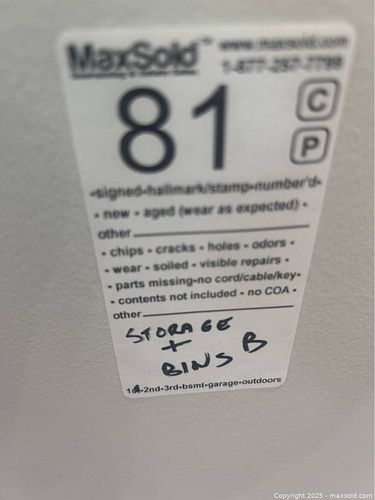 MaxSold™ www.maxsold.com
1-877-257-7799
81 C
P
•signed•hallmark/stamp•number'd•
• new • aged (wear as expected) •
other
• chips • cracks • holes • odors •
• wear • soiled • visible repairs •
• parts missing•no cord/cable/key•
• contents not included • no COA •
other
STORAGE
+
BINS B
-2nd-3rd-bsmt-garage-outdoors
Copyright © 2025 - maxsold.com